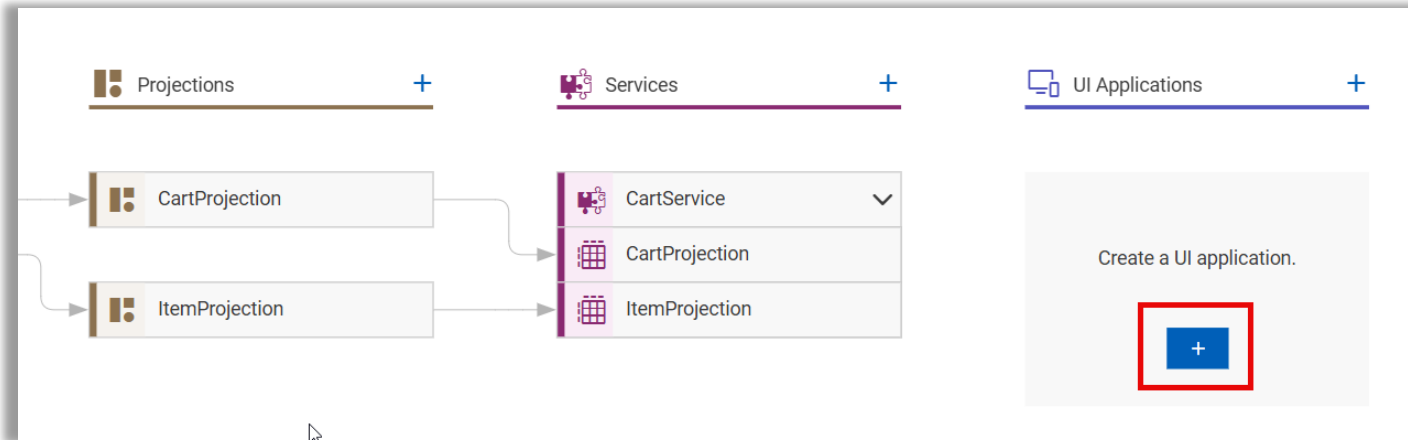 Projections +
Services +
UI Applications +
CartProjection
CartService
CartProjection
Create a UI application.
ItemProjection
ItemProjection
+